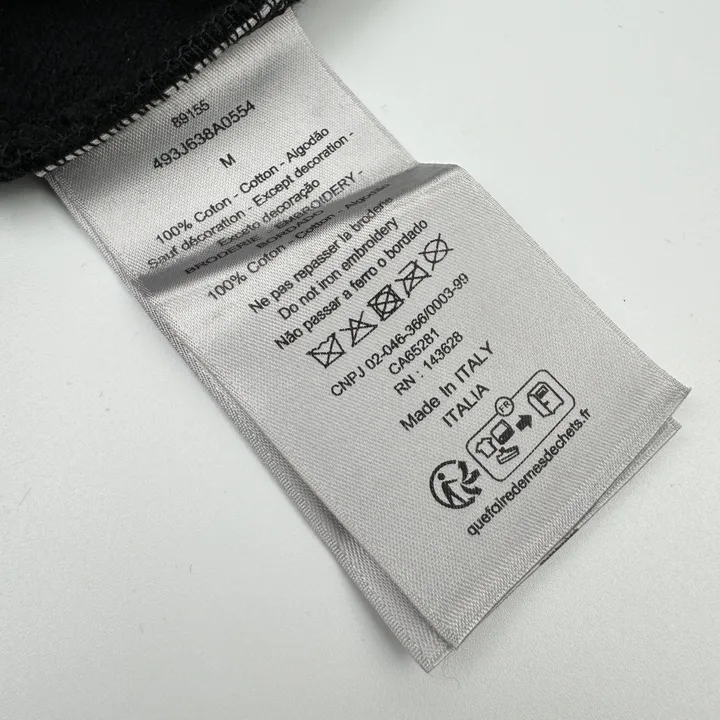 89155
493J638A0554
M
100% Coton - Cotton - Algodão
Sauf décoration - Except decoration -
Exceto decoração
BRODERIE - EMBROIDERY -
BORDADO
100% Coton - Cotton - Algodão
Ne pas repasser la broderie
Do not iron embroidery
Não passar a ferro o bordado
CNPJ 02-046-366/0003-99
CA65281
RN : 143628
Made In ITALY
ITALIA
FR
quefairedemesdechets.fr